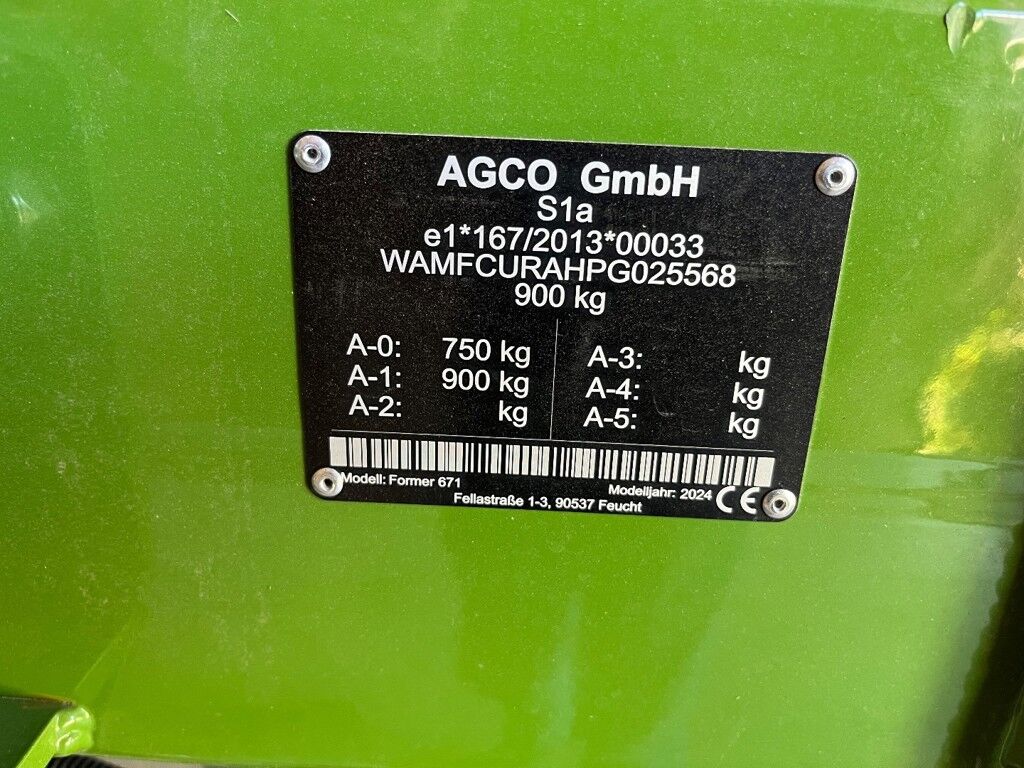 AGCO GmbH
S1a
e1*167/2013*00033
WAMFCURAHPG025568
900 kg
A-0: 750 kg
A-1: 900 kg
A-2: kg
A-3: kg
A-4: kg
A-5: kg
Modell: Former 671
Modelljahr: 2024
Fellastraße 1-3, 90537 Feucht
CE